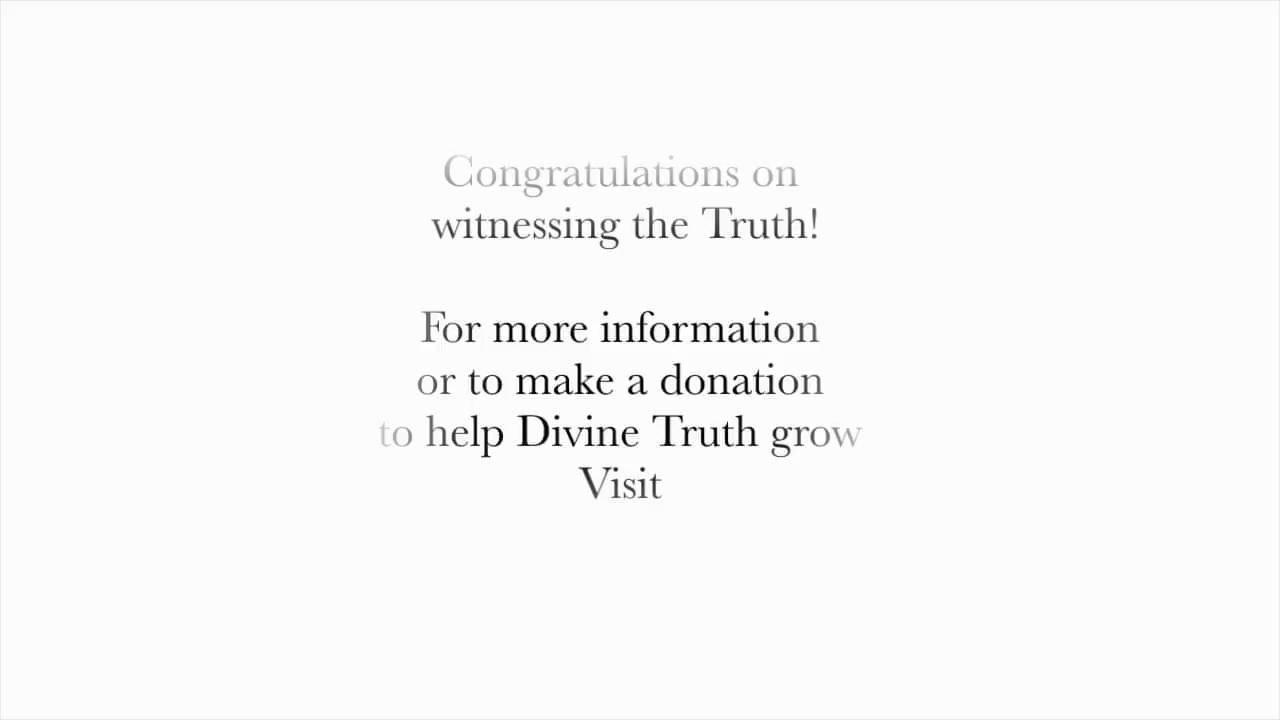 Congratulations on
witnessing the Truth!
For more information
or to make a donation
to help Divine Truth grow
Visit